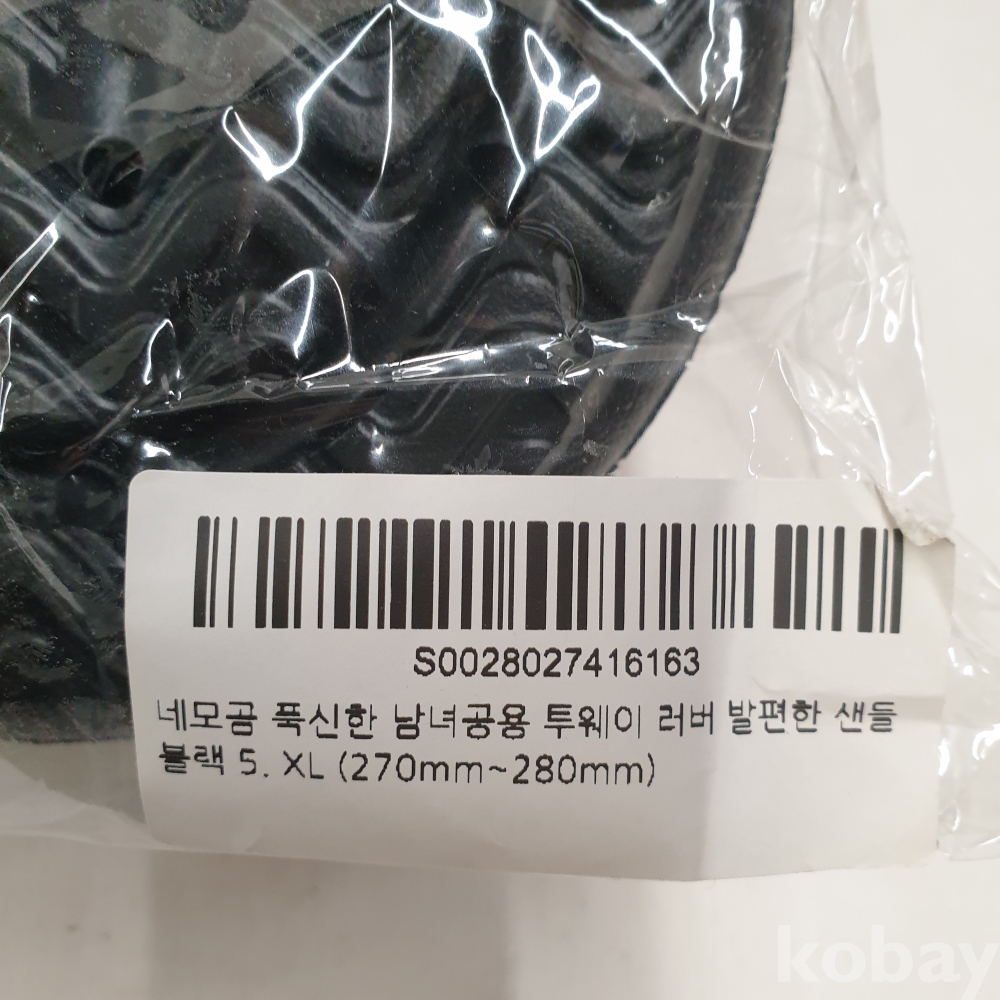 S0028027416163
네모곰 푹신한 남녀공용 투웨이 러버 발편한 샌들
블랙 5. XL (270mm~280mm)
kobay